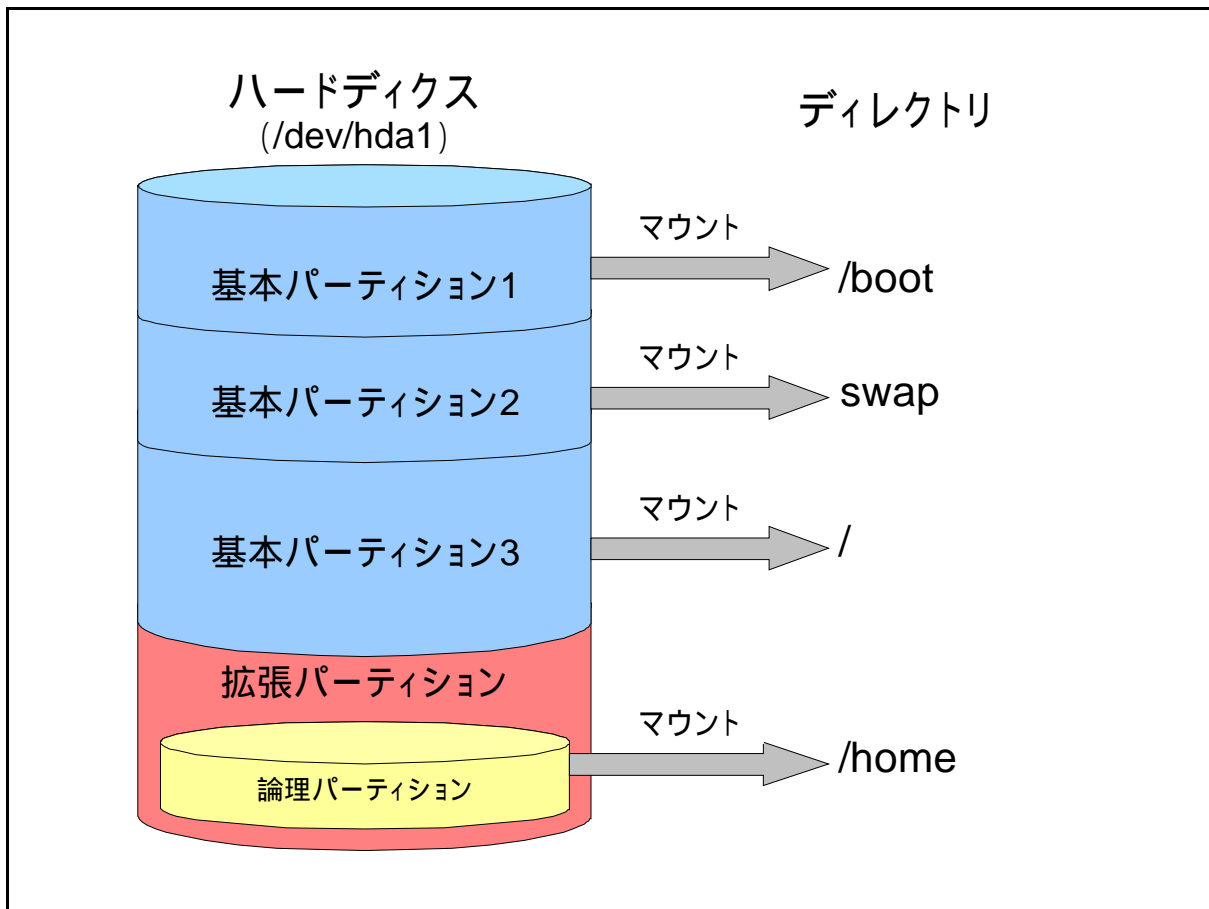 ハードディクス
(/dev/hda1)
ディレクトリ
基本パーティション1
マウント
/boot
基本パーティション2
マウント
swap
基本パーティション3
マウント
/
拡張パーティション
論理パーティション
マウント
/home